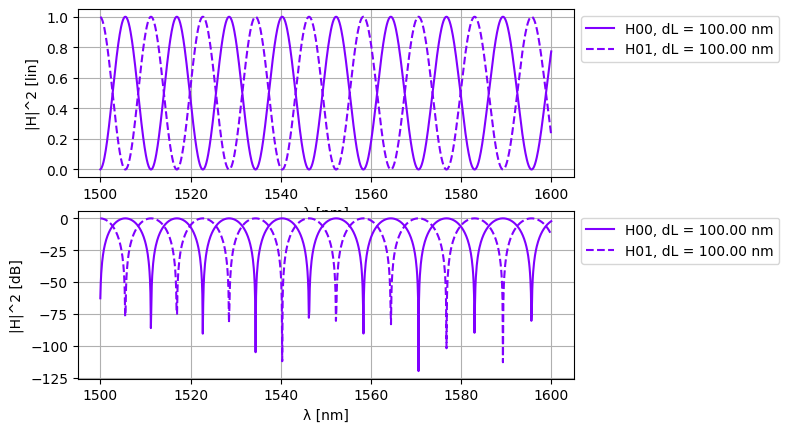 1.0
0.8
0.6
0.4
0.2
0.0
|H|^2 [lin]
1500 1520 1540 1560 1580 1600
λ [nm]
H00, dL = 100.00 nm
H01, dL = 100.00 nm
0
−25
−50
−75
−100
−125
|H|^2 [dB]
1500 1520 1540 1560 1580 1600
λ [nm]
H00, dL = 100.00 nm
H01, dL = 100.00 nm